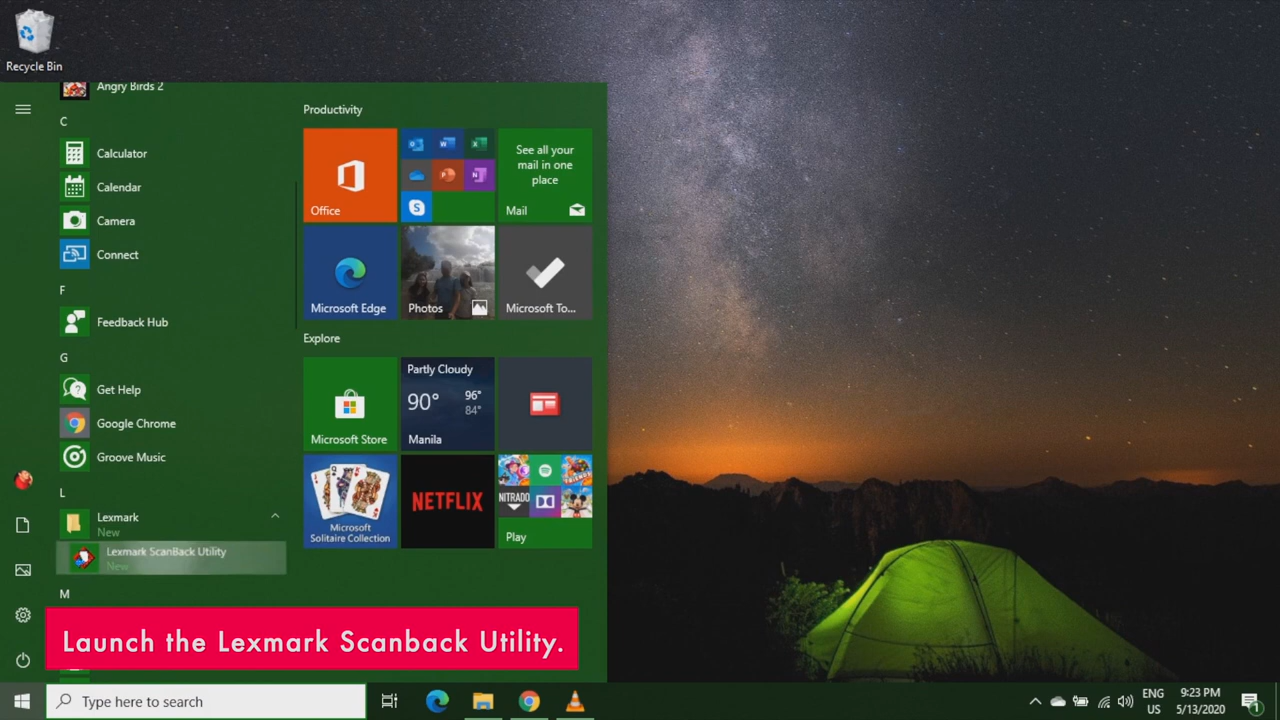 Recycle Bin
Angry Birds 2
C
Calculator
Calendar
Camera
Connect
F
Feedback Hub
G
Get Help
Google Chrome
Groove Music
L
Lexmark
New
Lexmark ScanBack Utility
New
M
Productivity
Office
See all your
mail in one
place
Mail
Microsoft Edge
Photos
Microsoft To...
Explore
Microsoft Store
Partly Cloudy
90°
96°
84°
Manila
Microsoft
Solitaire Collection
NETFLIX
NITRADO
Play
Launch the Lexmark Scanback Utility.
Type here to search
ENG
US
9:23 PM
5/13/2020
1